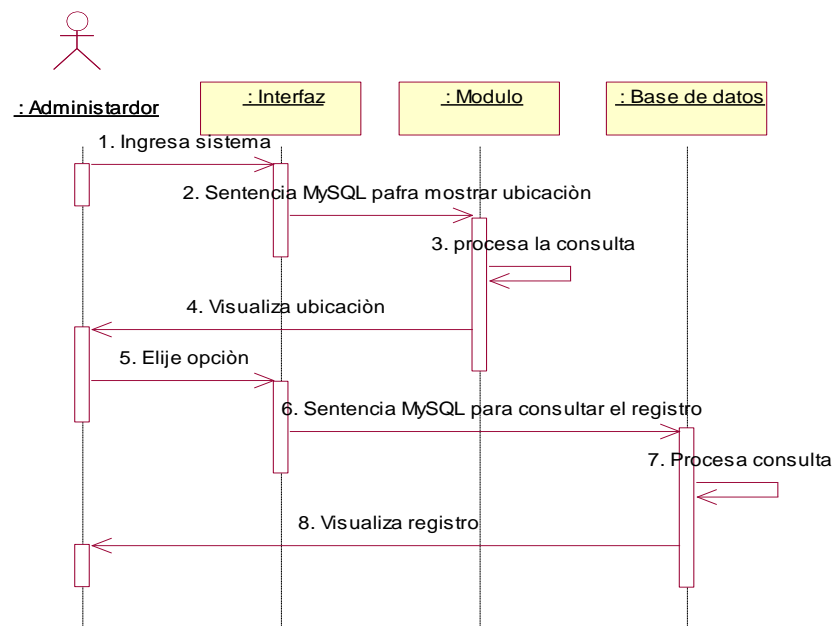 : Administardor
: Interfaz
: Modulo
: Base de datos
1. Ingresa sistema
2. Sentencia MySQL pafra mostrar ubicaciòn
3. procesa la consulta
4. Visualiza ubicaciòn
5. Elije opciòn
6. Sentencia MySQL para consultar el registro
7. Procesa consulta
8. Visualiza registro